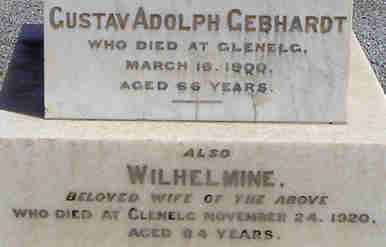 GUSTAV ADOLPH GEBHARDT
WHO DIED AT GLENELG,
MARCH 16, 1900,
AGED 66 YEARS.
ALSO
WILHELMINE,
BELOVED WIFE OF THE ABOVE
WHO DIED AT GLENELG NOVEMBER 24, 1920,
AGED 84 YEARS.